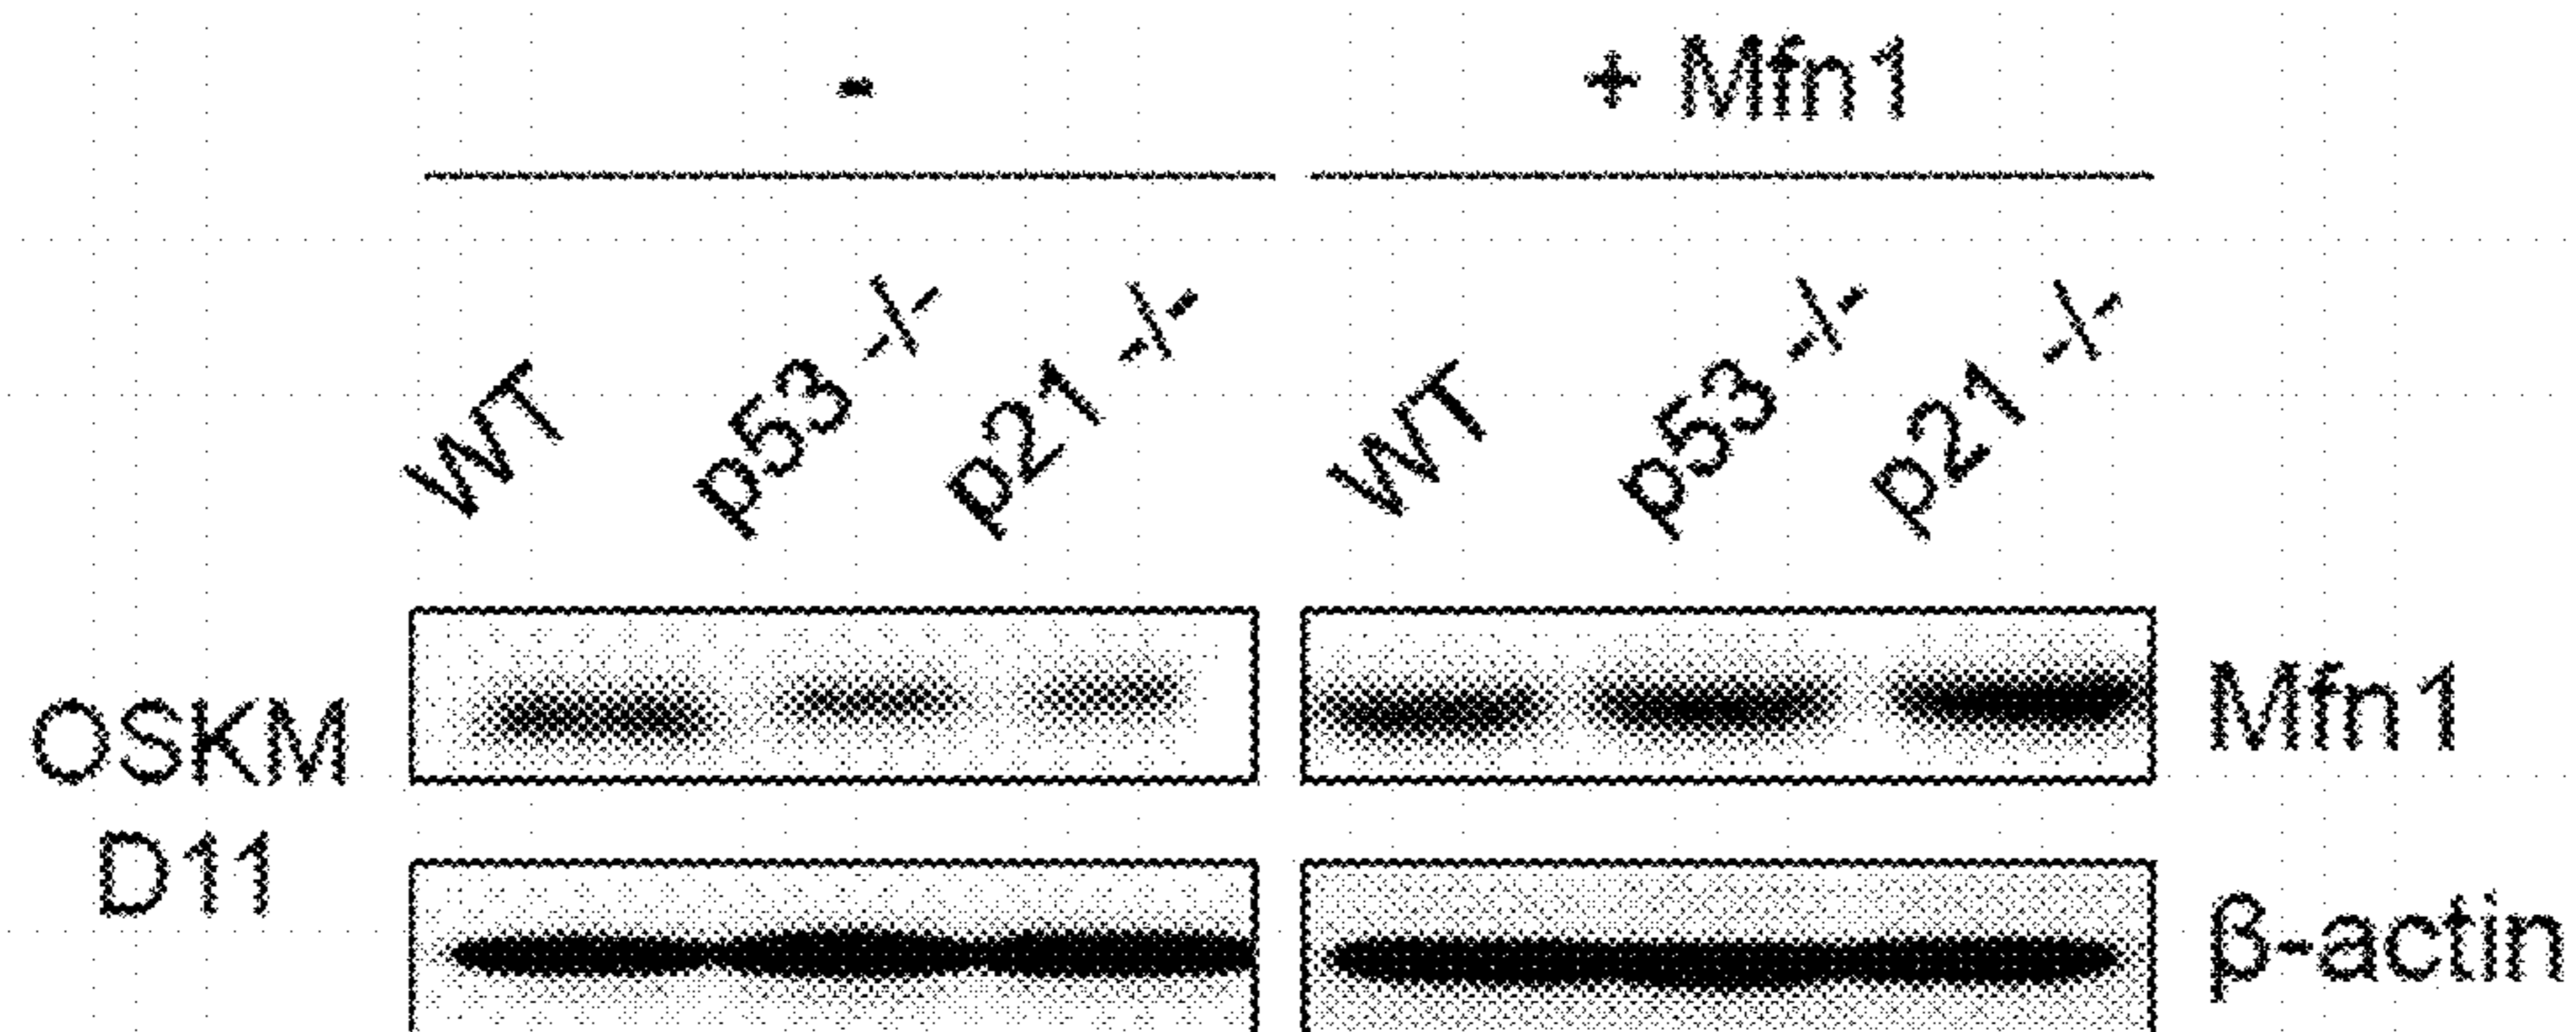 - + Mfn1
WT p53 -/- p21 -/- WT p53 -/- p21 -/-
OSKM Mfn1
D11 β-actin